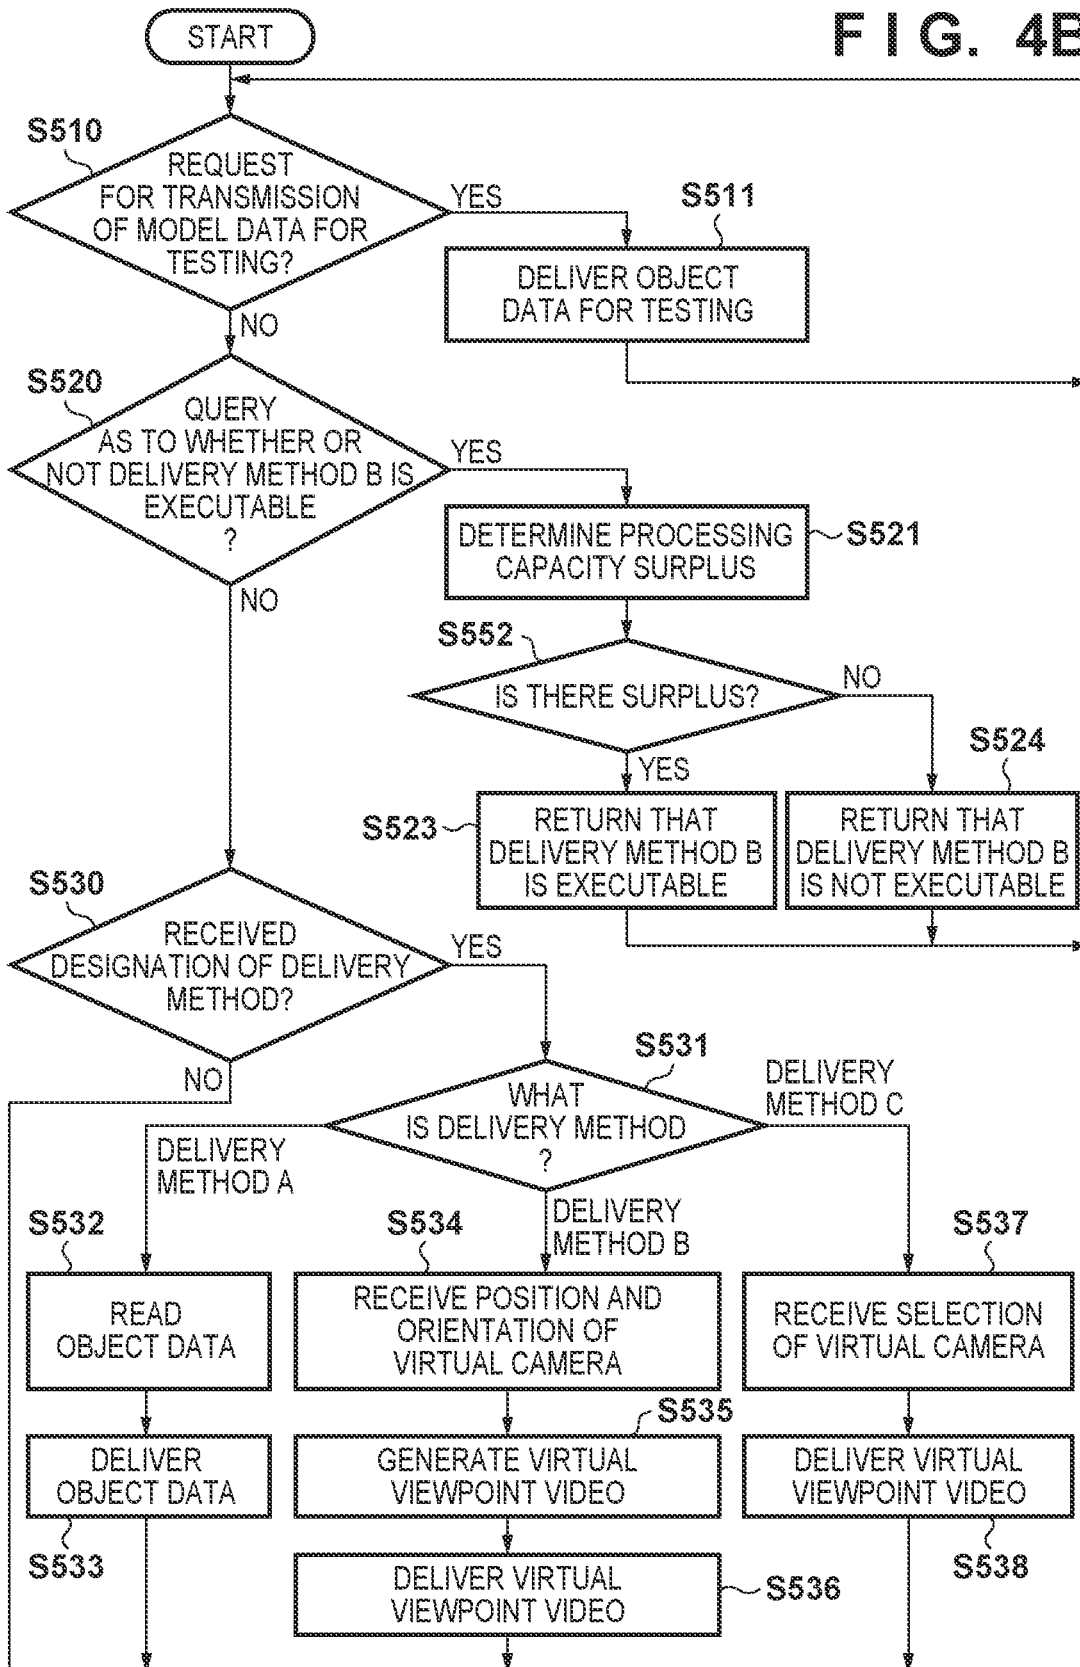 FIG. 4B
START
S510
REQUEST
FOR TRANSMISSION
OF MODEL DATA FOR
TESTING?
YES
NO
S511
DELIVER OBJECT
DATA FOR TESTING
S520
QUERY
AS TO WHETHER OR
NOT DELIVERY METHOD B IS
EXECUTABLE
?
YES
NO
DETERMINE PROCESSING
CAPACITY SURPLUS
S521
S552
IS THERE SURPLUS?
NO
YES
S523
RETURN THAT
DELIVERY METHOD B
IS EXECUTABLE
S524
RETURN THAT
DELIVERY METHOD B
IS NOT EXECUTABLE
S530
RECEIVED
DESIGNATION OF DELIVERY
METHOD?
YES
NO
S531
WHAT
IS DELIVERY METHOD
?
DELIVERY
METHOD A
DELIVERY
METHOD B
DELIVERY
METHOD C
S532
READ
OBJECT DATA
DELIVER
OBJECT DATA
S533
S534
RECEIVE POSITION AND
ORIENTATION OF
VIRTUAL CAMERA
S535
GENERATE VIRTUAL
VIEWPOINT VIDEO
DELIVER VIRTUAL
VIEWPOINT VIDEO
S536
S537
RECEIVE SELECTION
OF VIRTUAL CAMERA
DELIVER VIRTUAL
VIEWPOINT VIDEO
S538